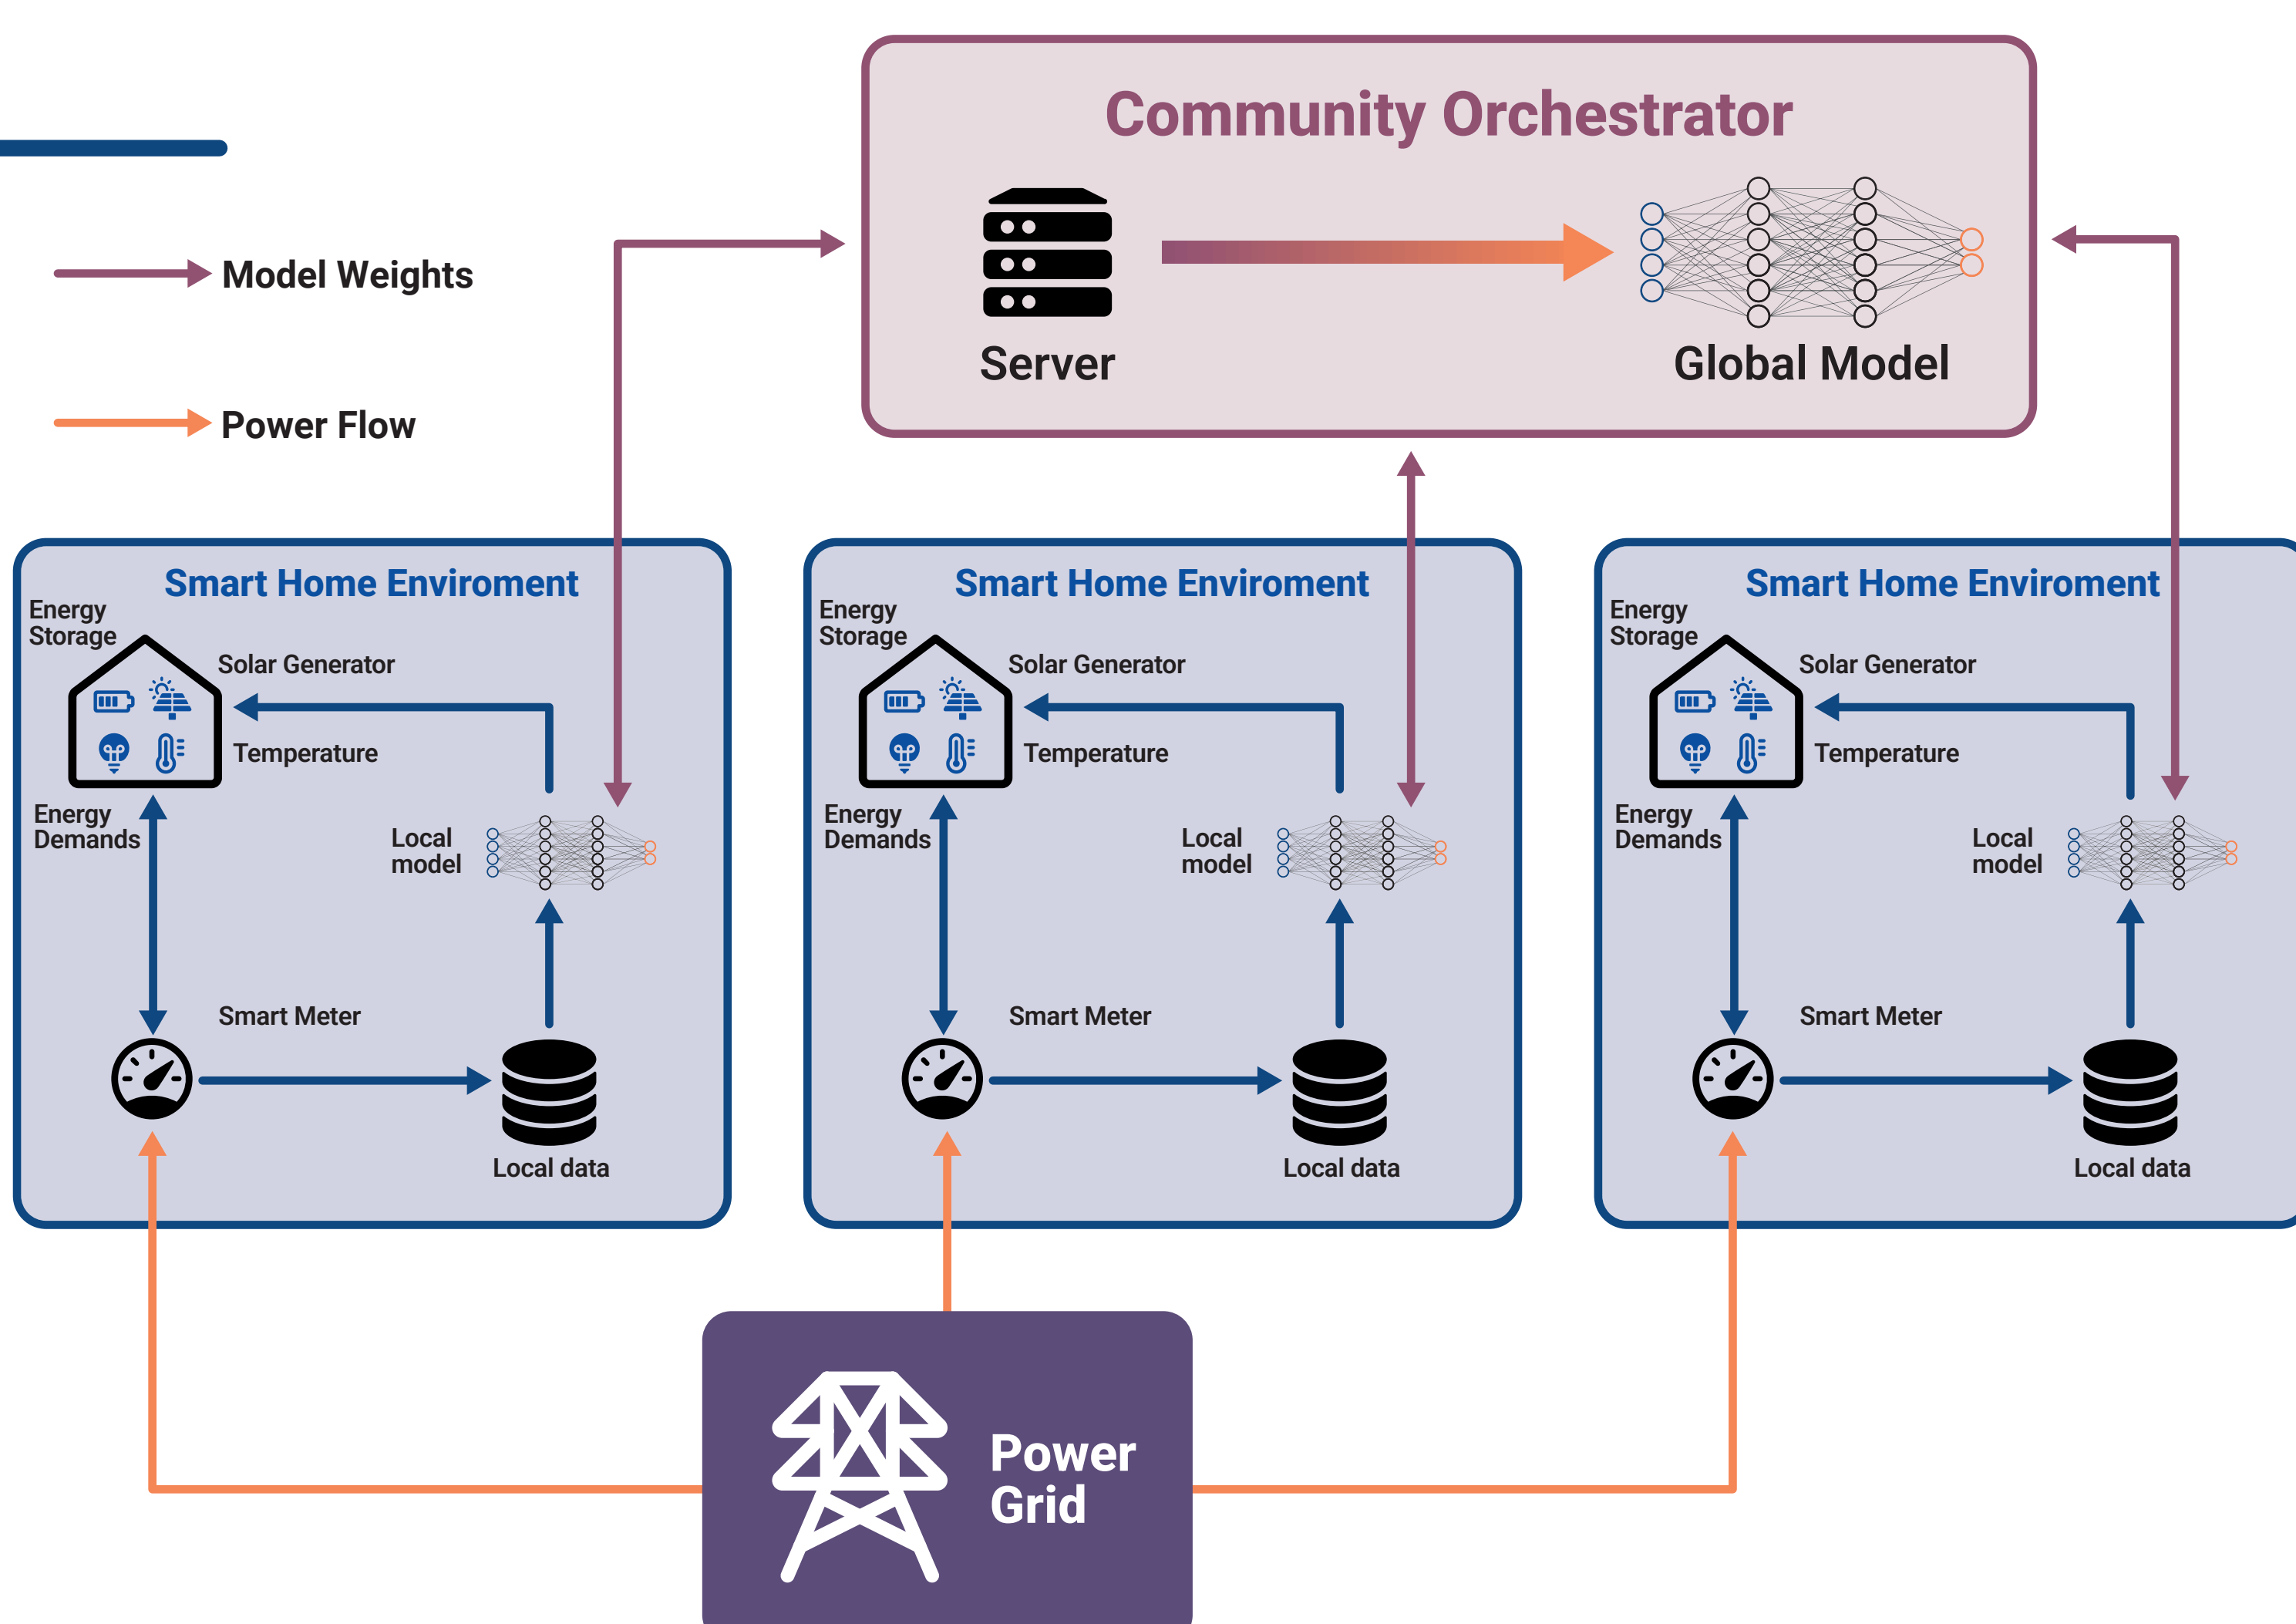 Community Orchestrator
Server
Global Model
Model Weights
Power Flow
Smart Home Enviroment
Energy
Storage
Solar Generator
Temperature
Energy
Demands
Local
model
Smart Meter
Local data
Smart Home Enviroment
Energy
Storage
Solar Generator
Temperature
Energy
Demands
Local
model
Smart Meter
Local data
Smart Home Enviroment
Energy
Storage
Solar Generator
Temperature
Energy
Demands
Local
model
Smart Meter
Local data
Power
Grid